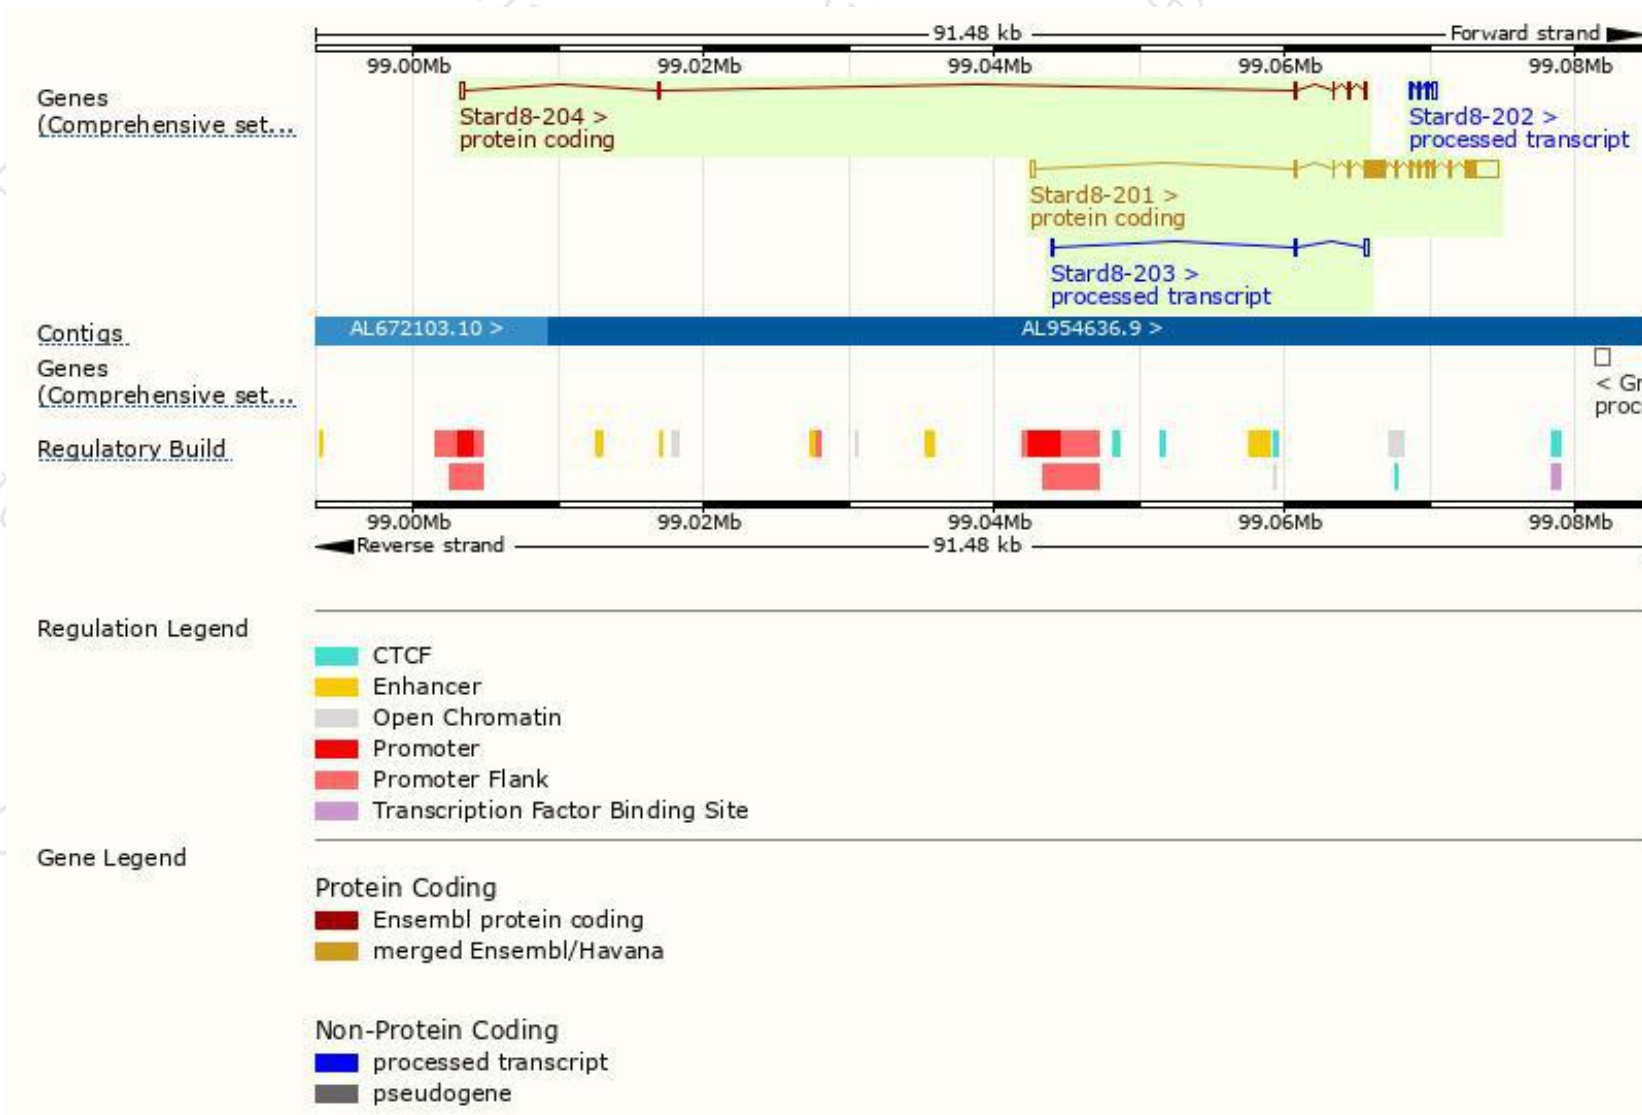 91.48 kb Forward strand
99.00Mb 99.02Mb 99.04Mb 99.06Mb 99.08Mb
Genes
(Comprehensive set...
Stard8-204 >
protein coding
Stard8-202 >
processed transcript
Stard8-201 >
protein coding
Stard8-203 >
processed transcript
Contigs
AL672103.10 > AL954636.9 >
Genes
(Comprehensive set...
< Gr
proc
Regulatory Build
99.00Mb 99.02Mb 99.04Mb 99.06Mb 99.08Mb
Reverse strand 91.48 kb
Regulation Legend
CTCF
Enhancer
Open Chromatin
Promoter
Promoter Flank
Transcription Factor Binding Site
Gene Legend
Protein Coding
Ensembl protein coding
merged Ensembl/Havana
Non-Protein Coding
processed transcript
pseudogene